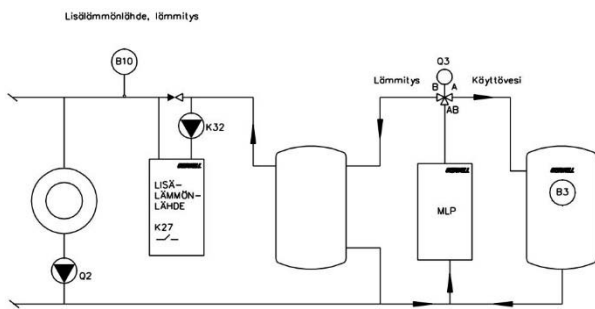 Lisälämmönlähde, lämmitys
B10
Q3
B
A
AB
Lämmitys
Käyttövesi
K32
LISÄ-
LÄMMÖN-
LÄHDE
K27
MLP
B3
Q2